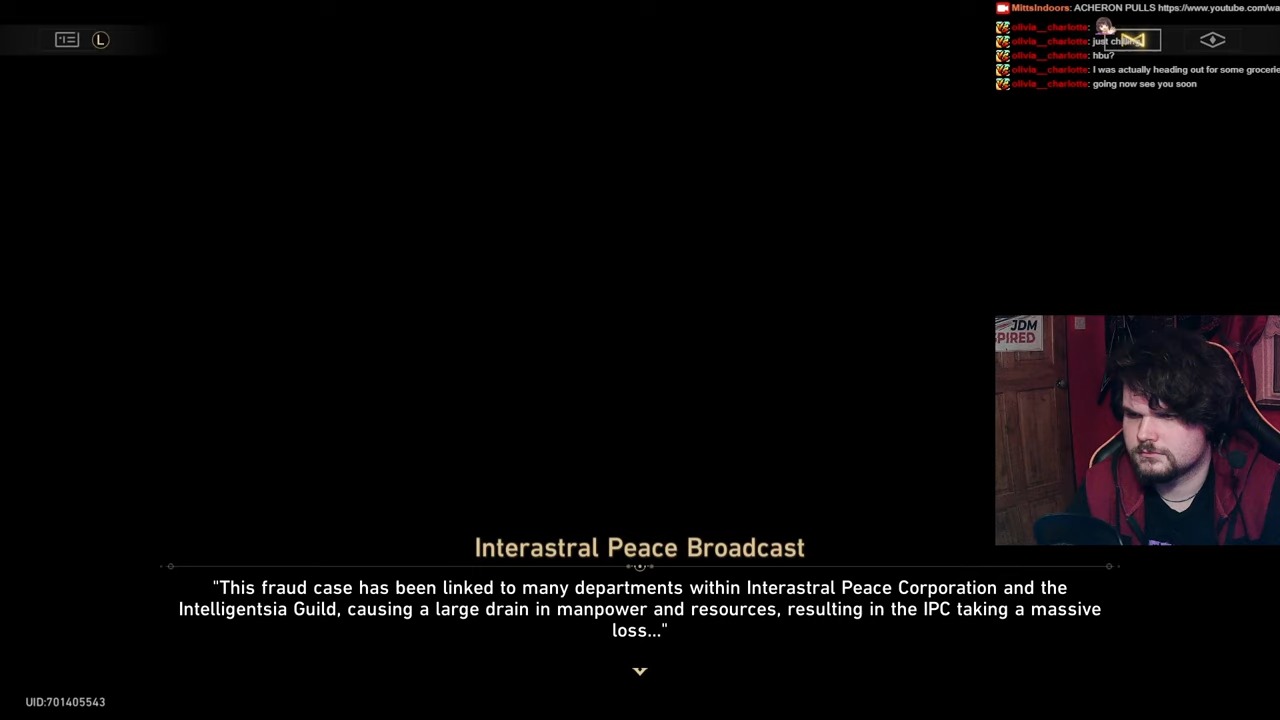 MittsIndoors: ACHERON PULLS https://www.youtube.com/wa
L
olivia__charlotte:
olivia__charlotte: just chilling
olivia__charlotte: hbu?
olivia__charlotte: I was actually heading out for some grocerie
olivia__charlotte: going now see you soon
JDM
SPIRED
Interastral Peace Broadcast
"This fraud case has been linked to many departments within Interastral Peace Corporation and the
Intelligentsia Guild, causing a large drain in manpower and resources, resulting in the IPC taking a massive
loss..."
UID:701405543